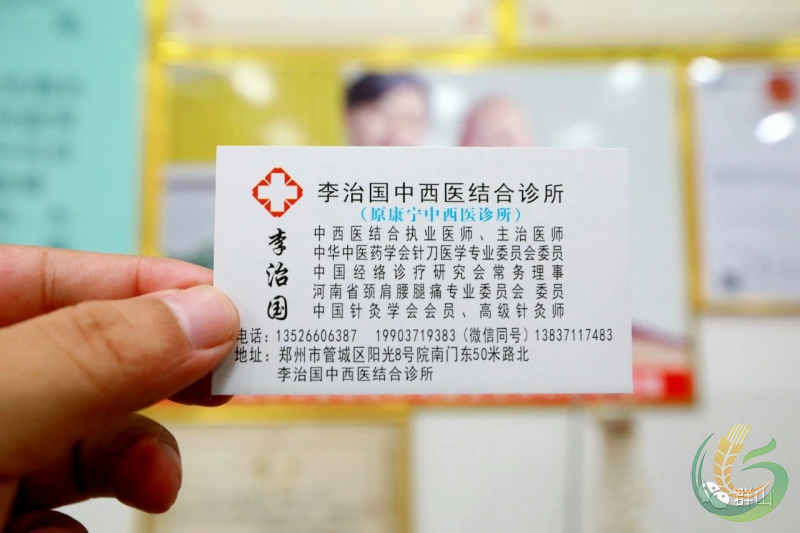 李治国中西医结合诊所
(原康宁中西医诊所)
李治国
中西医结合执业医师、主治医师
中华中医药学会针刀医学专业委员会委员
中国经络诊疗研究会常务理事
河南省颈肩腰腿痛专业委员会 委员
中国针灸学会会员、高级针灸师
电话：13526606387 19903719383（微信同号）13837117483
地址：郑州市管城区阳光8号院南门东50米路北
李治国中西医结合诊所
群山